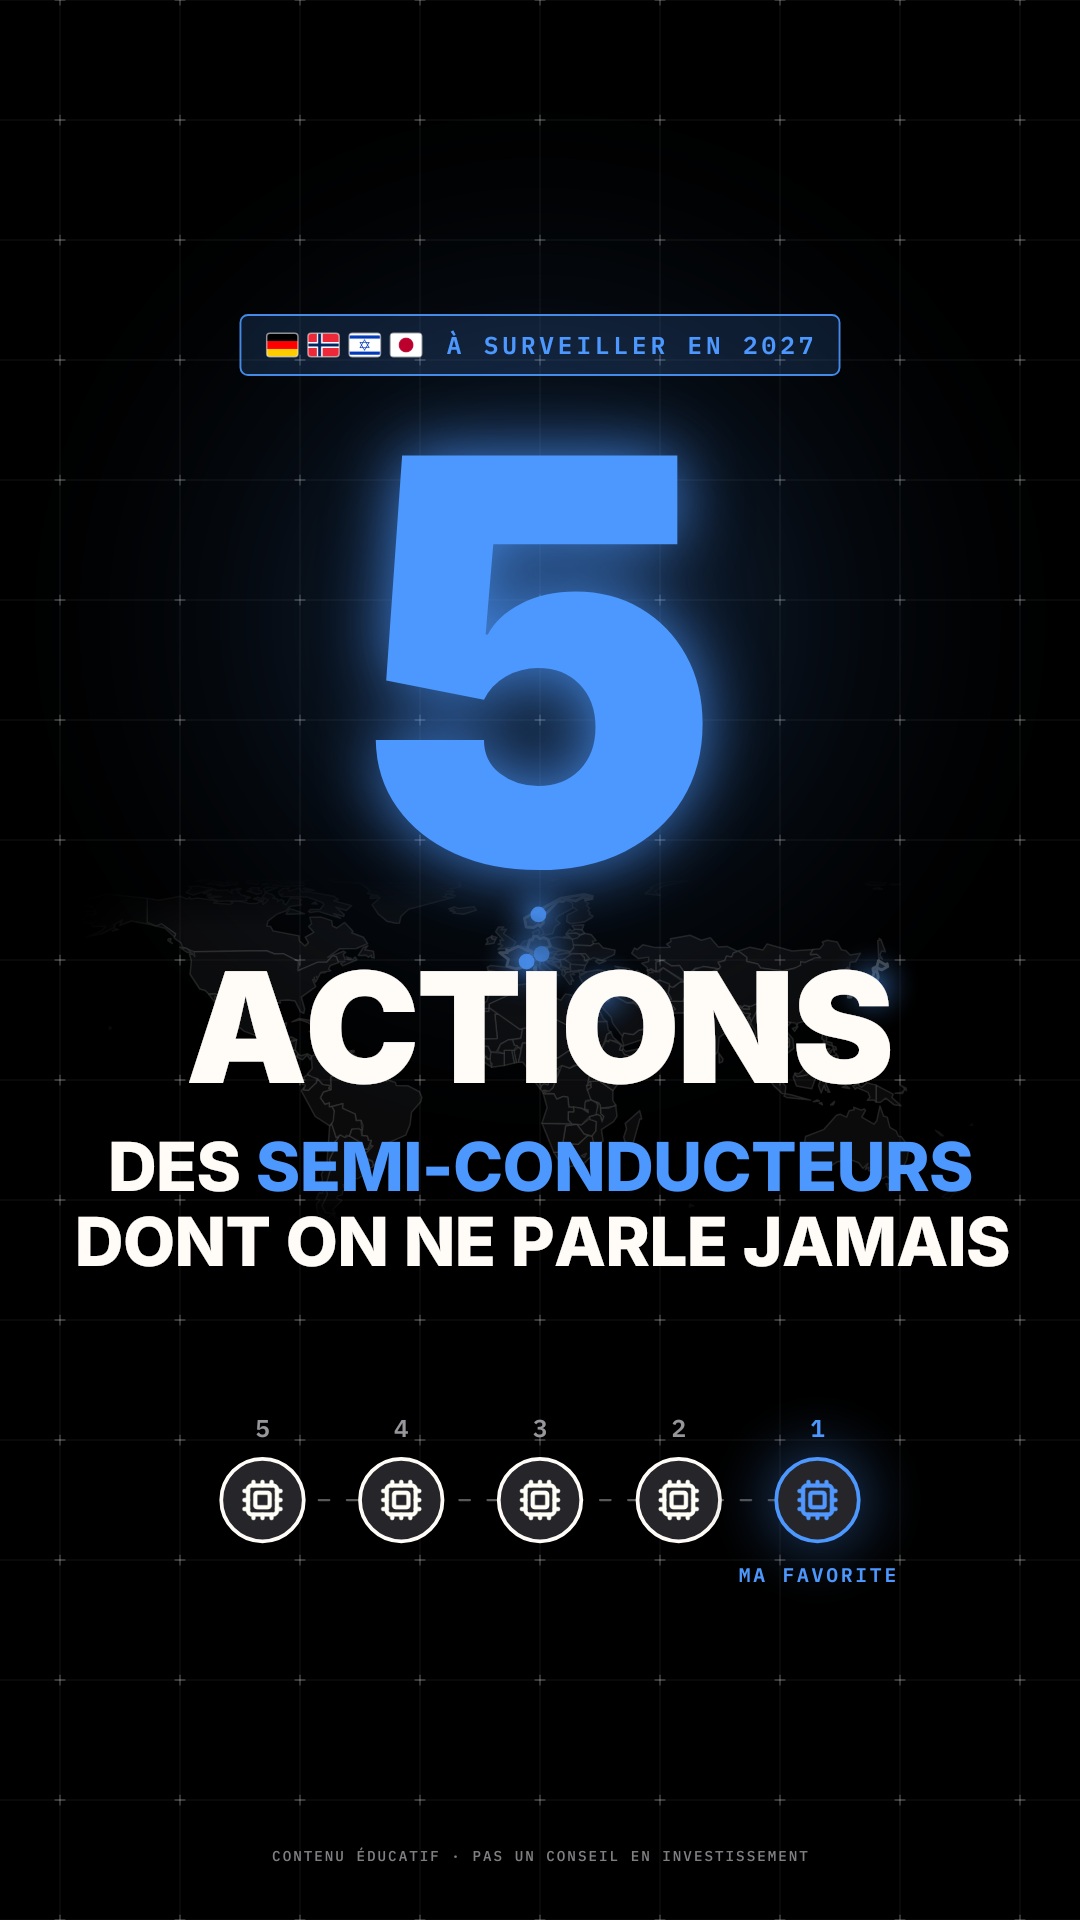 À SURVEILLER EN 2027
5
ACTIONS
DES SEMI-CONDUCTEURS
DONT ON NE PARLE JAMAIS
5 4 3 2 1
MA FAVORITE
CONTENU ÉDUCATIF · PAS UN CONSEIL EN INVESTISSEMENT